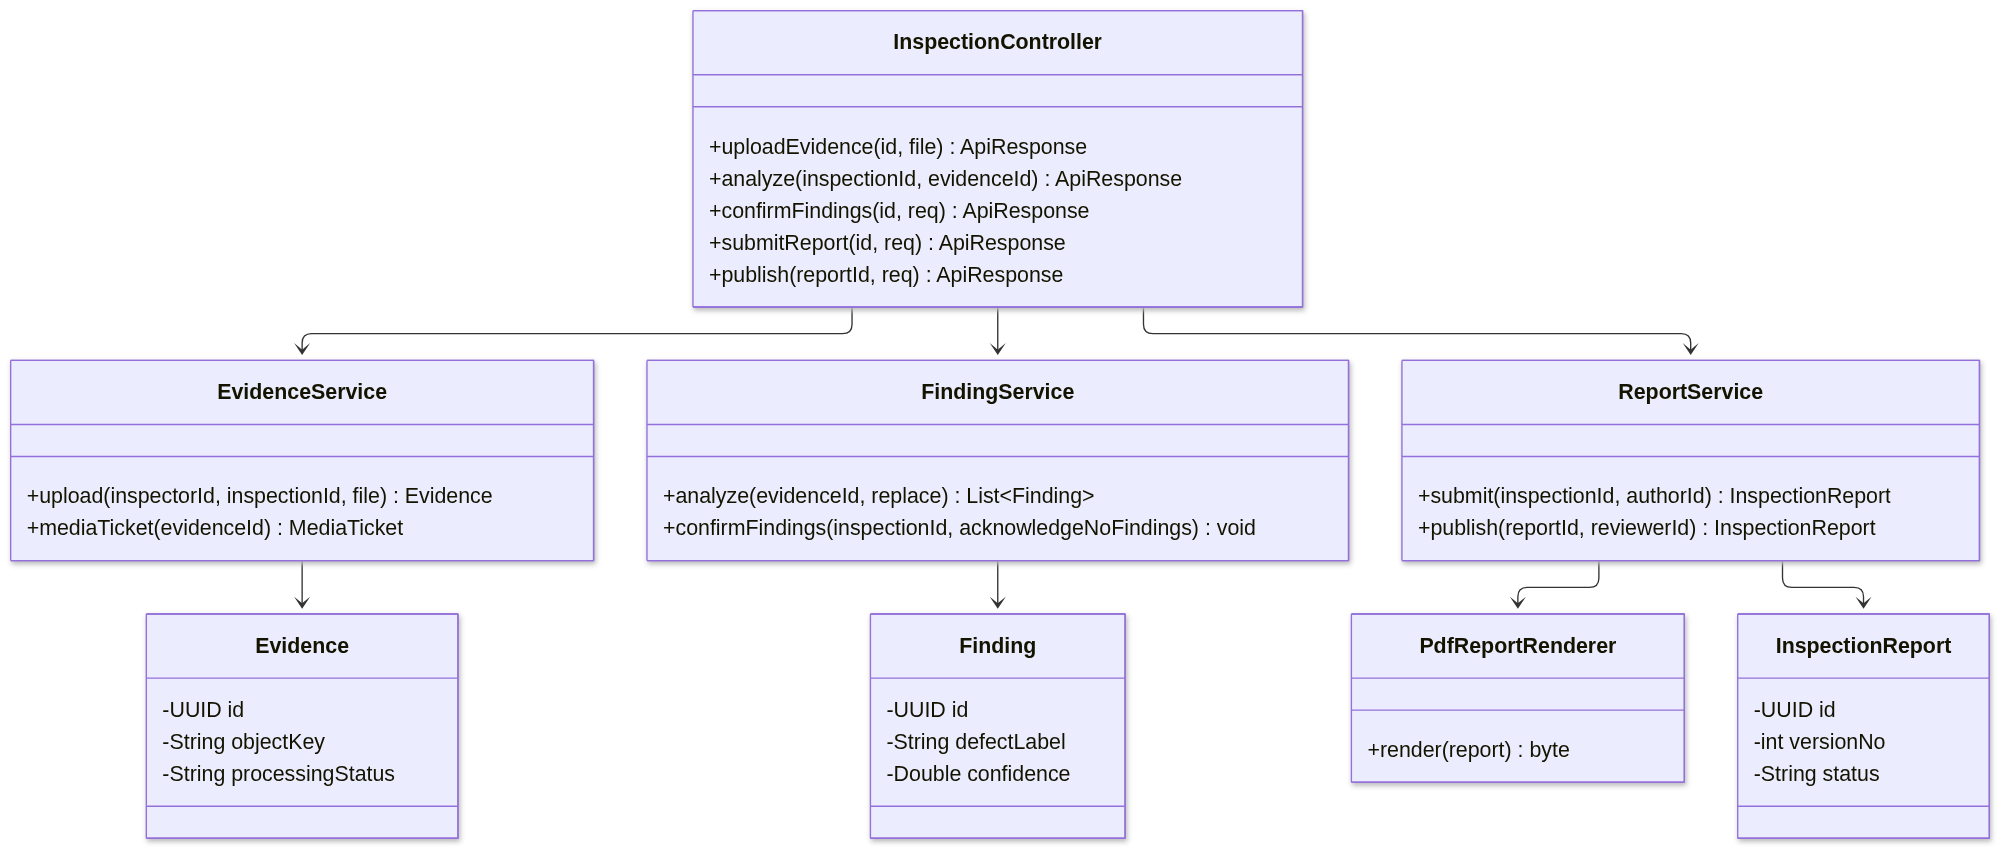 InspectionController
+uploadEvidence(id, file) : ApiResponse
+analyze(inspectionId, evidenceId) : ApiResponse
+confirmFindings(id, req) : ApiResponse
+submitReport(id, req) : ApiResponse
+publish(reportId, req) : ApiResponse
EvidenceService
+upload(inspectorId, inspectionId, file) : Evidence
+mediaTicket(evidenceId) : MediaTicket
FindingService
+analyze(evidenceId, replace) : List<Finding>
+confirmFindings(inspectionId, acknowledgeNoFindings) : void
ReportService
+submit(inspectionId, authorId) : InspectionReport
+publish(reportId, reviewerId) : InspectionReport
Evidence
-UUID id
-String objectKey
-String processingStatus
Finding
-UUID id
-String defectLabel
-Double confidence
PdfReportRenderer
+render(report) : byte
InspectionReport
-UUID id
-int versionNo
-String status